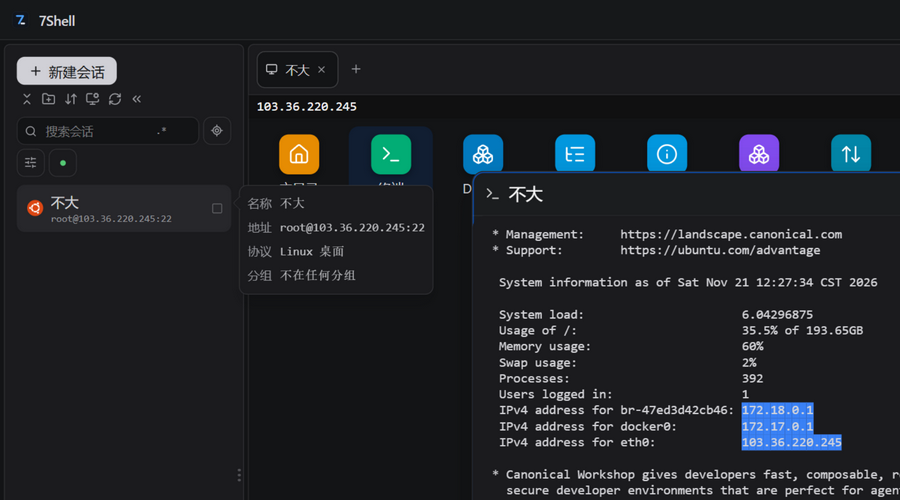 7Shell
新建会话
搜索会话
.*
不大
root@103.36.220.245:22
名称 不大
地址 root@103.36.220.245:22
协议 Linux 桌面
分组 不在任何分组
不大
103.36.220.245
D
不大
* Management: https://landscape.canonical.com
* Support: https://ubuntu.com/advantage
System information as of Sat Nov 21 12:27:34 CST 2026
System load: 6.04296875
Usage of /: 35.5% of 193.65GB
Memory usage: 60%
Swap usage: 2%
Processes: 392
Users logged in: 1
IPv4 address for br-47ed3d42cb46: 172.18.0.1
IPv4 address for docker0: 172.17.0.1
IPv4 address for eth0: 103.36.220.245
* Canonical Workshop gives developers fast, composable,
secure developer environments that are perfect for